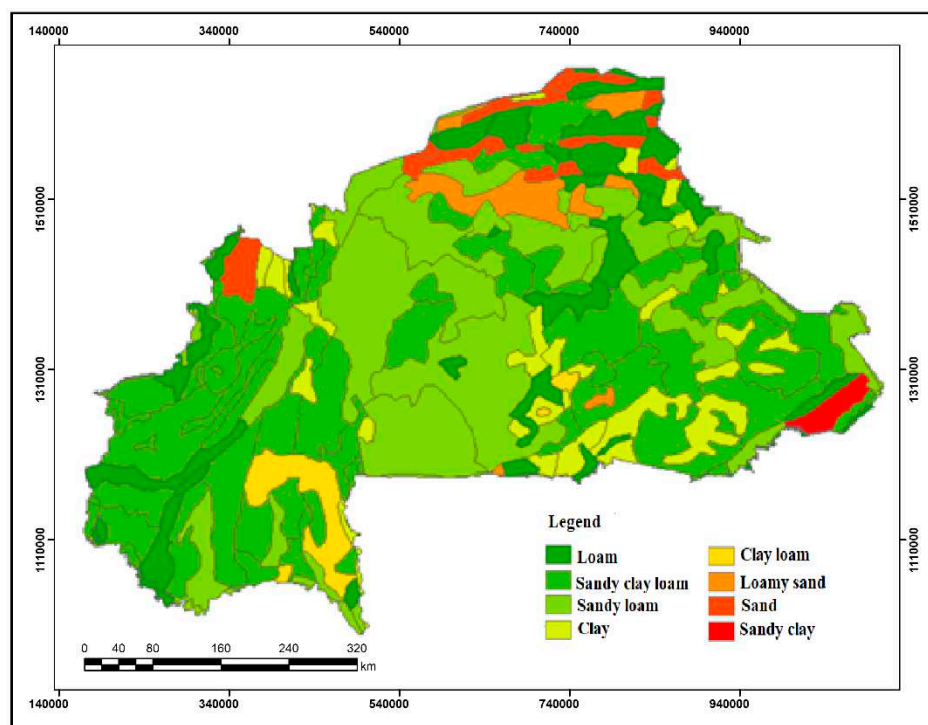 140000 340000 540000 740000 940000
1510000 1510000
1310000 1310000
1110000 1110000
Legend
Loam
Sandy clay loam
Sandy loam
Clay
Clay loam
Loamy sand
Sand
Sandy clay
0 20 40 80 160 240 320
km
140000 340000 540000 740000 940000